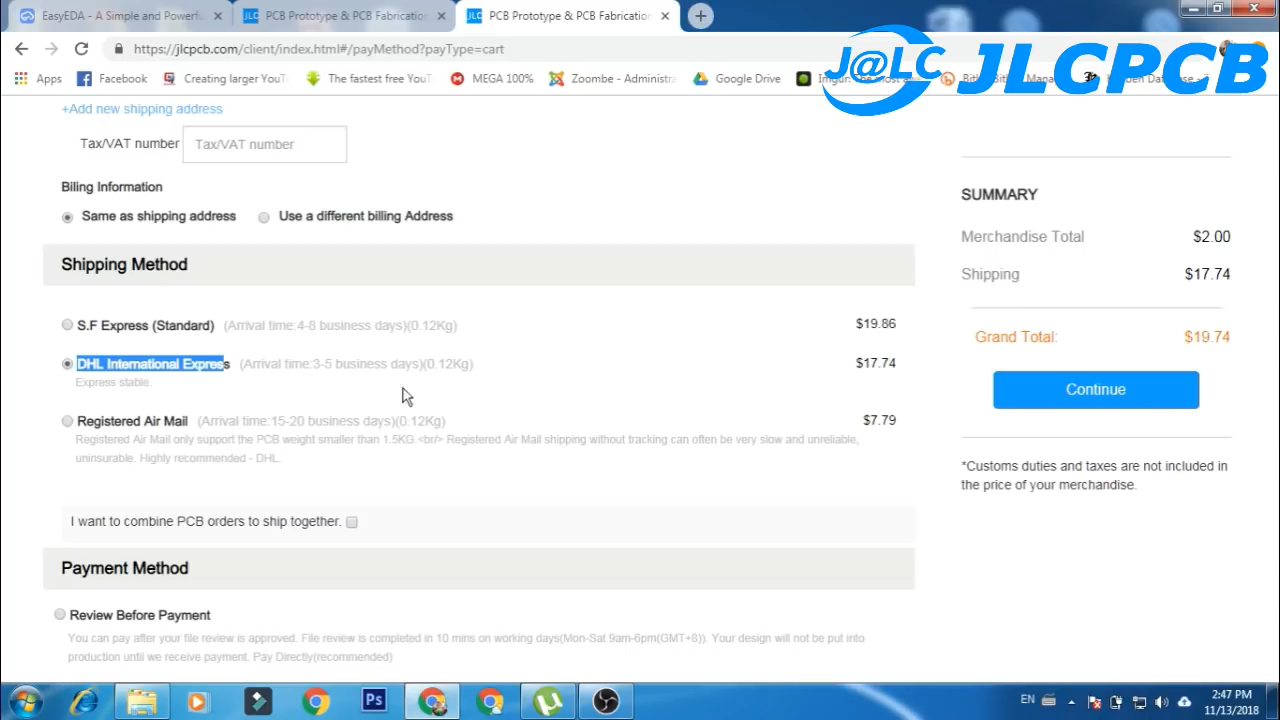 EasyEDA - A Simple and Powerfu
JLC PCB Prototype & PCB Fabrication
JLC PCB Prototype & PCB Fabrication
https://jlcpcb.com/client/index.html#/payMethod?payType=cart
Apps
Facebook
Creating larger YouT
The fastest free YouT
MEGA 100%
Zoombe - Administra
Google Drive
J@LC JLCPCB
+Add new shipping address
Tax/VAT number
Tax/VAT number
Biling Information
Same as shipping address
Use a different billing Address
Shipping Method
S.F Express (Standard) (Arrival time:4-8 business days)(0.12Kg) $19.86
DHL International Express (Arrival time:3-5 business days)(0.12Kg) $17.74
Express stable.
Registered Air Mail (Arrival time:15-20 business days)(0.12Kg) $7.79
Registered Air Mail only support the PCB weight smaller than 1.5KG.<br/> Registered Air Mail shipping without tracking can often be very slow and unreliable,
uninsurable. Highly recommended - DHL.
I want to combine PCB orders to ship together.
Payment Method
Review Before Payment
You can pay after your file review is approved. File review is completed in 10 mins on working days(Mon-Sat 9am-6pm(GMT+8)). Your design will not be put into
production until we receive payment. Pay Directly(recommended)
SUMMARY
Merchandise Total $2.00
Shipping $17.74
Grand Total: $19.74
Continue
*Customs duties and taxes are not included in
the price of your merchandise.
Ps
EN
2:47 PM
11/13/2018